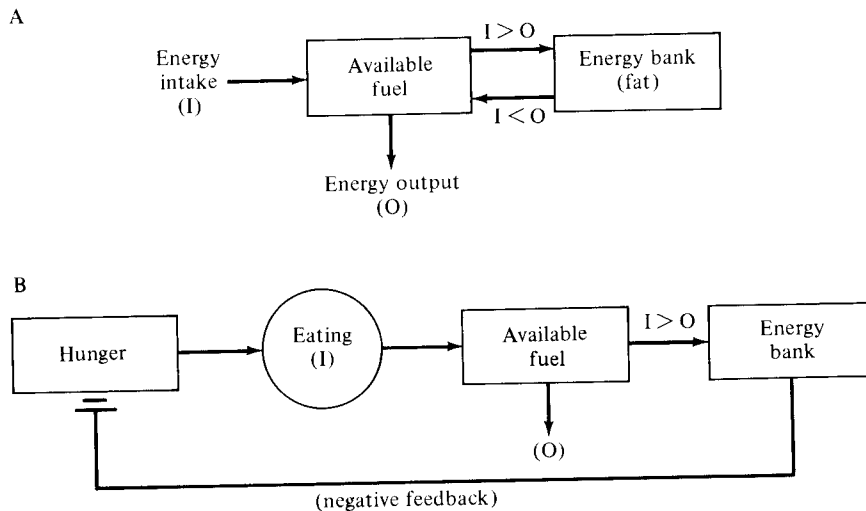 A
Energy
intake
(I)
Available
fuel
I > O
Energy bank
(fat)
I < O
Energy output
(O)
B
Hunger
Eating
(I)
Available
fuel
I > O
Energy
bank
(O)
(negative feedback)